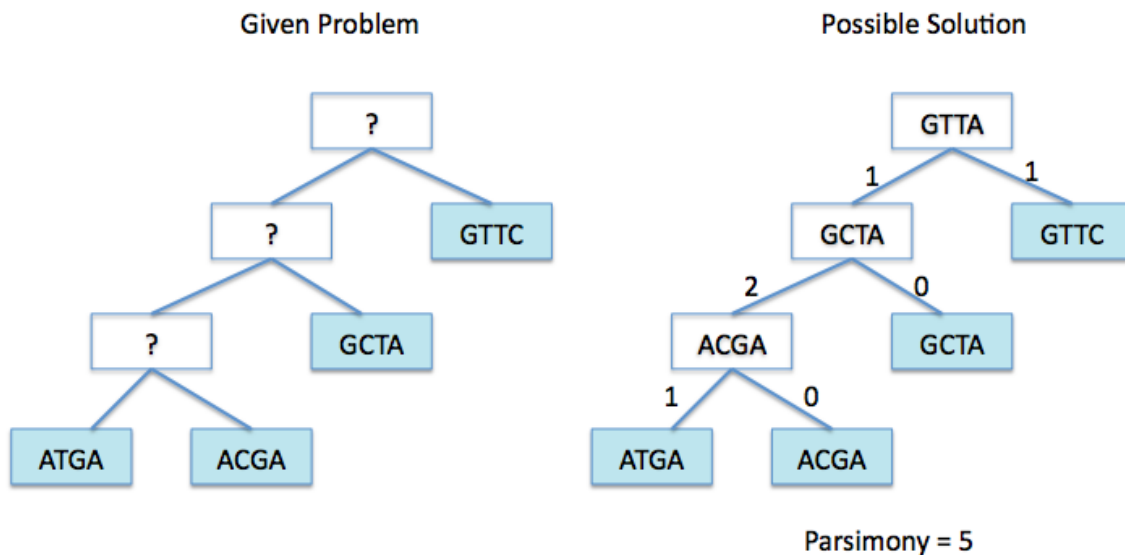 Given Problem
?
? GTTC
? GCTA
ATGA ACGA
Possible Solution
GTTA
1 1
GCTA GTTC
2 0
ACGA GCTA
1 0
ATGA ACGA
Parsimony = 5